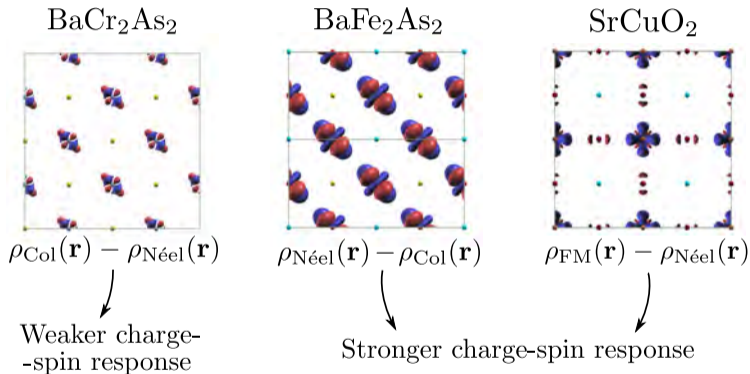 BaCr₂As₂ BaFe₂As₂ SrCuO₂
ρCol(r) − ρNéel(r) ρNéel(r) − ρCol(r) ρFM(r) − ρNéel(r)
Weaker charge-
-spin response
Stronger charge-spin response